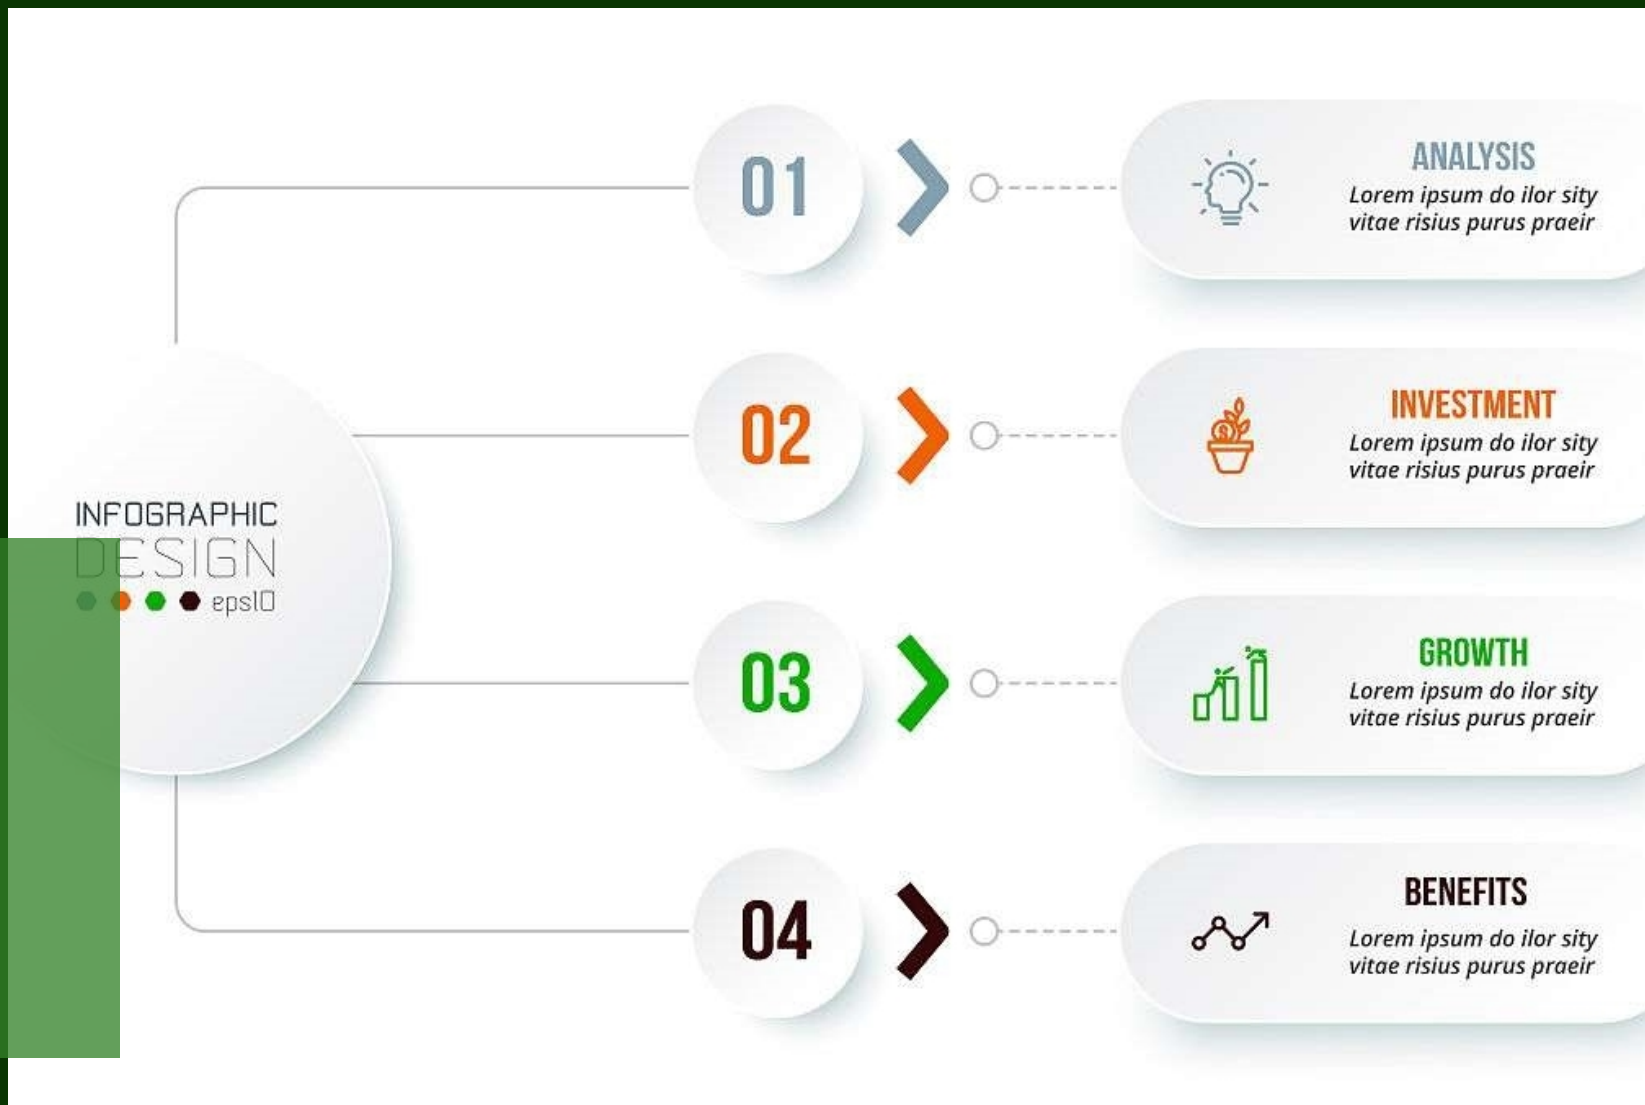 INFOGRAPHIC
DESIGN
eps10
01
ANALYSIS
Lorem ipsum do ilor sity
vitae risius purus praeir
02
INVESTMENT
Lorem ipsum do ilor sity
vitae risius purus praeir
03
GROWTH
Lorem ipsum do ilor sity
vitae risius purus praeir
04
BENEFITS
Lorem ipsum do ilor sity
vitae risius purus praeir